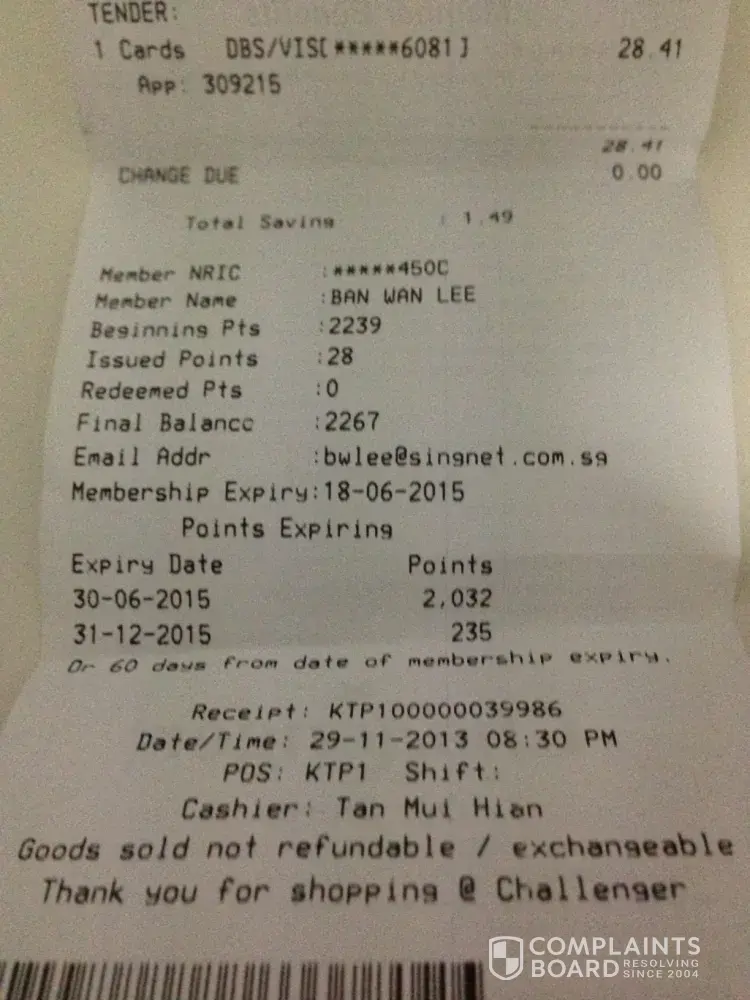 TENDER:
1 Cards DBS/VIS[*****6081] 28.41
App: 309215
28.41
CHANGE DUE 0.00
Total Saving : 1.49
Member NRIC :*****450C
Member Name :BAN WAN LEE
Beginning Pts :2239
Issued Points :28
Redeemed Pts :0
Final Balance :2267
Email Addr :bwlee@singnet.com.sg
Membership Expiry:18-06-2015
Points Expiring
Expiry Date Points
30-06-2015 2,032
31-12-2015 235
Or 60 days from date of membership expiry.
Receipt: KTP100000039986
Date/Time: 29-11-2013 08:30 PM
POS: KTP1 Shift:
Cashier: Tan Mui Hian
Goods sold not refundable / exchangeable
Thank you for shopping @ Challenger
COMPLAINTS
BOARD RESOLVING SINCE 2004